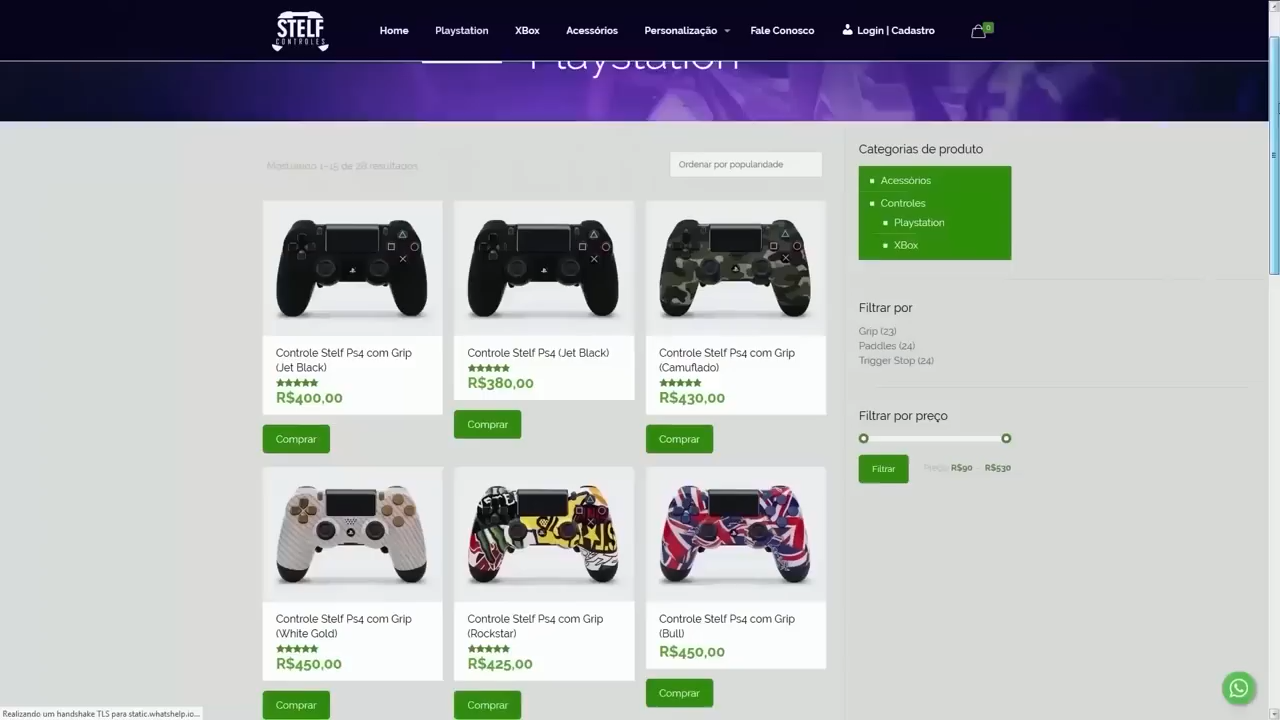 STELF
CONTROLES
Home
Playstation
XBox
Acessórios
Personalização
Fale Conosco
Login | Cadastro
0
Playstation
Mostrando 1–15 de 28 resultados
Ordenar por popularidade
Controle Stelf Ps4 com Grip
(Jet Black)
R$400,00
Comprar
Controle Stelf Ps4 (Jet Black)
R$380,00
Comprar
Controle Stelf Ps4 com Grip
(Camuflado)
R$430,00
Comprar
Controle Stelf Ps4 com Grip
(White Gold)
R$450,00
Comprar
Controle Stelf Ps4 com Grip
(Rockstar)
R$425,00
Comprar
Controle Stelf Ps4 com Grip
(Bull)
R$450,00
Comprar
Categorias de produto
Acessórios
Controles
Playstation
XBox
Filtrar por
Grip (23)
Paddles (24)
Trigger Stop (24)
Filtrar por preço
Filtrar
Preço: R$90 R$530
Realizando um handshake TLS para static.whatshelp.io...